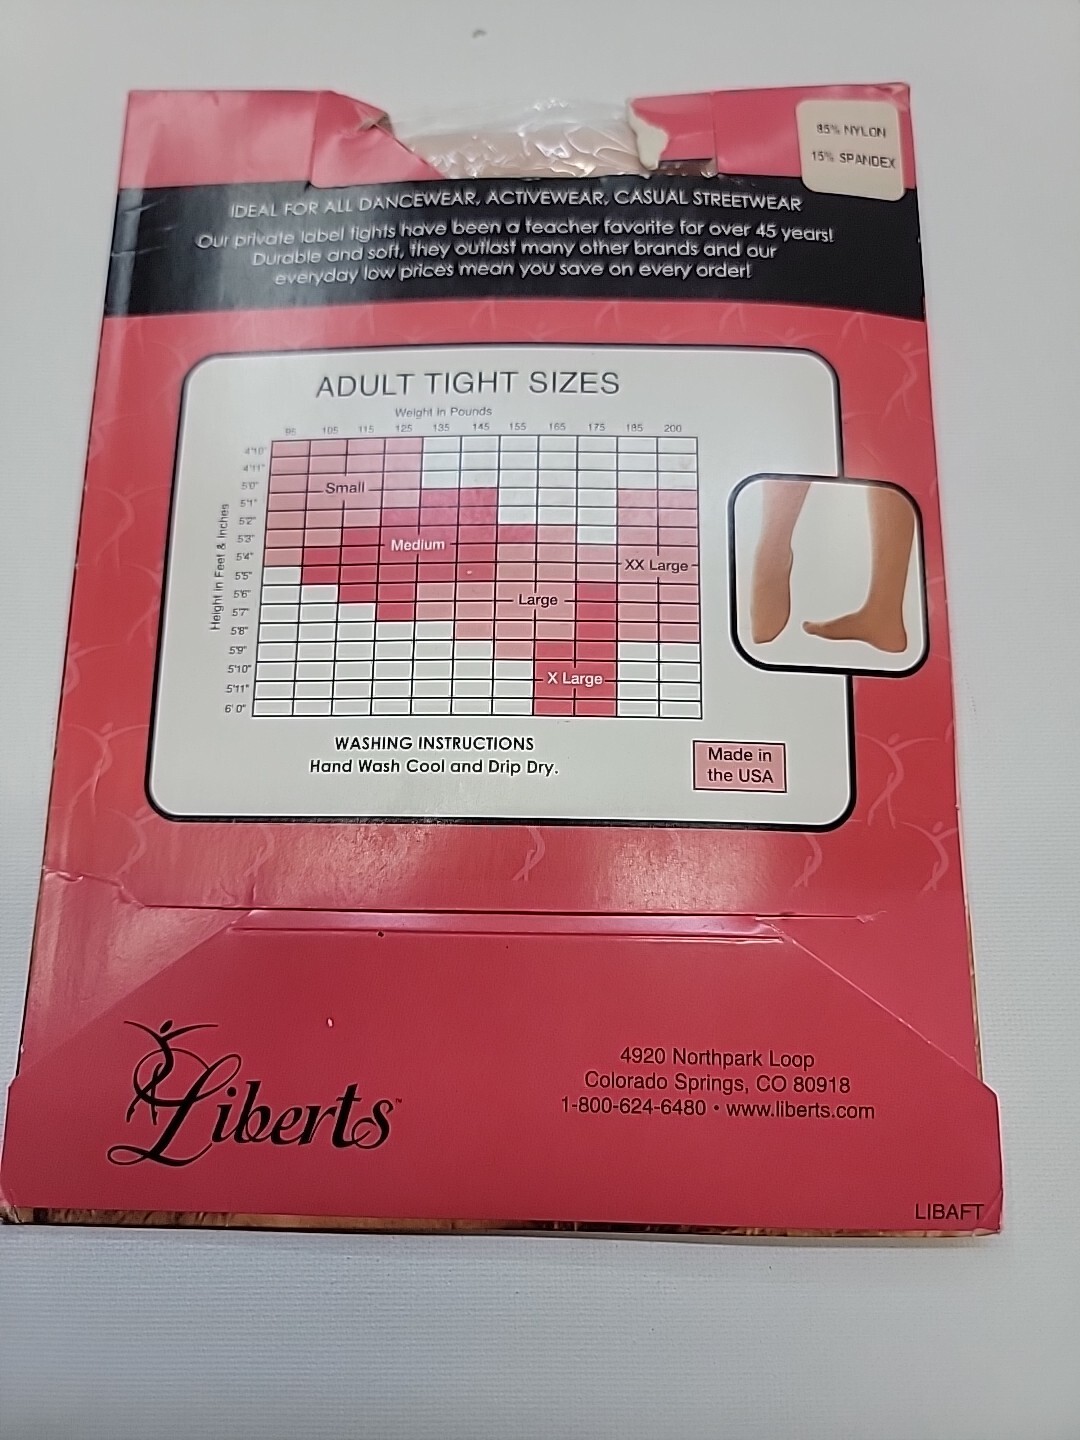 85% NYLON
15% SPANDEX
IDEAL FOR ALL DANCEWEAR, ACTIVEWEAR, CASUAL STREETWEAR
Our private label tights have been a teacher favorite for over 45 years!
Durable and soft, they outlast many other brands and our
everyday low prices mean you save on every order!
ADULT TIGHT SIZES
Weight in Pounds
95 105 115 125 135 145 155 165 175 185 200
Height in Feet & Inches
4'10"
4'11"
5'0"
5'1"
5'2"
5'3"
5'4"
5'5"
5'6"
5'7"
5'8"
5'9"
5'10"
5'11"
6'0"
Small
Medium
XX Large
Large
X Large
WASHING INSTRUCTIONS
Hand Wash Cool and Drip Dry.
Made in
the USA
Liberts™
4920 Northpark Loop
Colorado Springs, CO 80918
1-800-624-6480 • www.liberts.com
LIBAFT